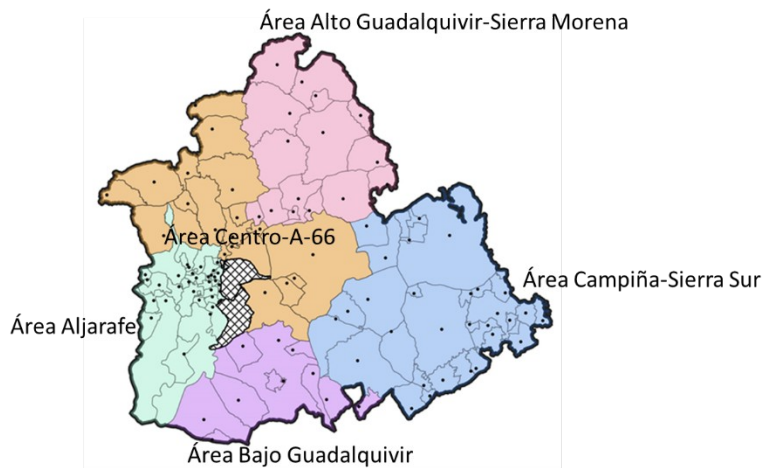 Área Alto Guadalquivir-Sierra Morena
Área Centro-A-66
Área Campiña-Sierra Sur
Área Aljarafe
Área Bajo Guadalquivir